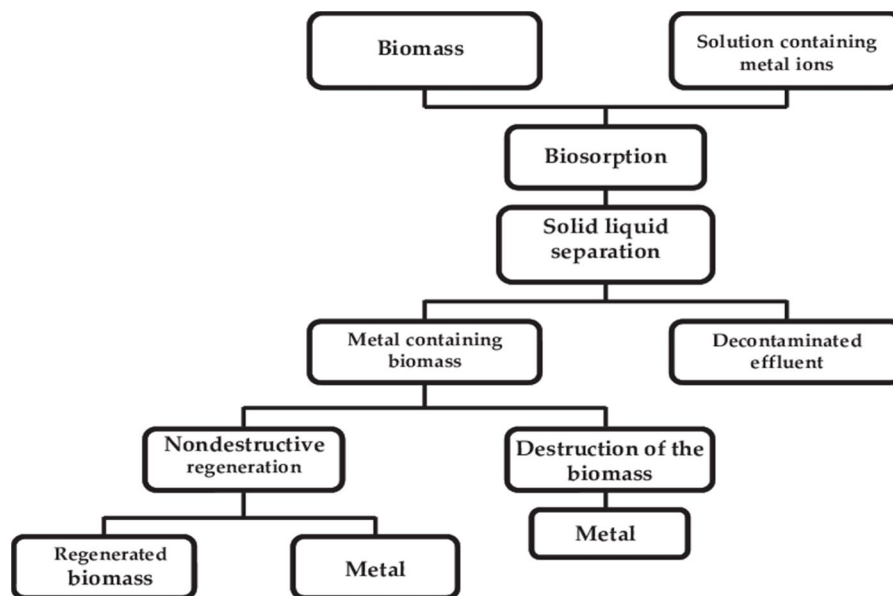 Biomass
Solution containing
metal ions
Biosorption
Solid liquid
separation
Metal containing
biomass
Decontaminated
effluent
Nondestructive
regeneration
Destruction of the
biomass
Regenerated
biomass
Metal
Metal